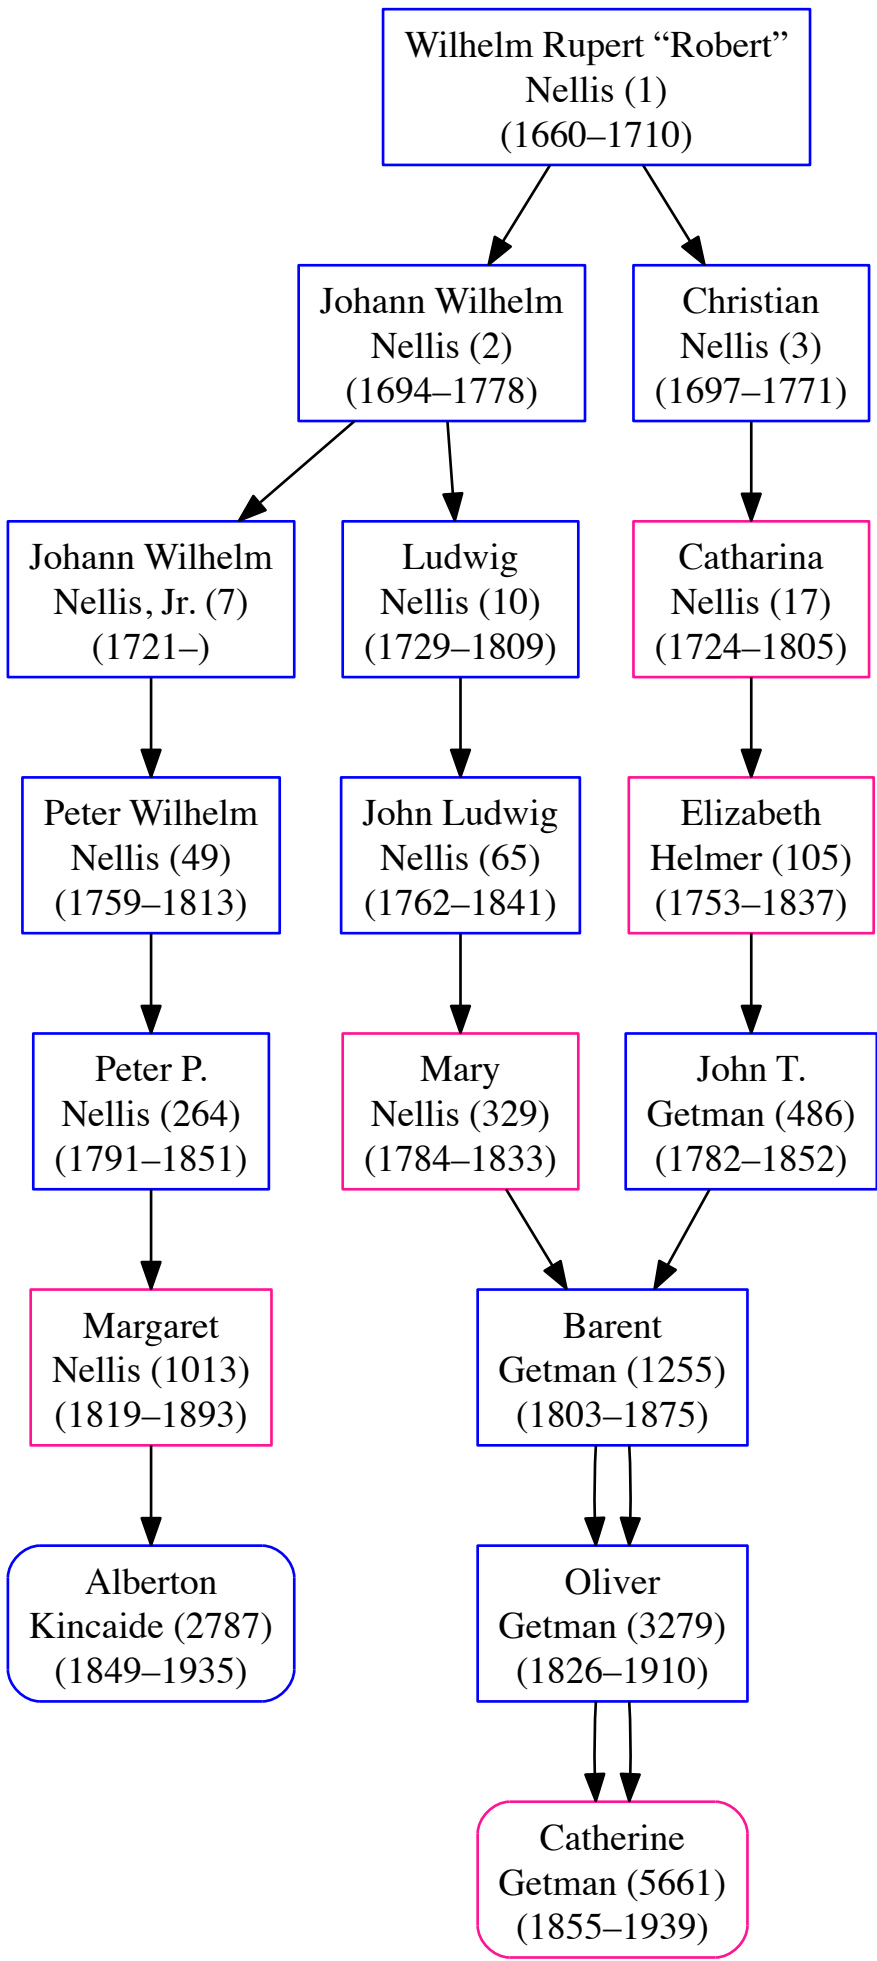 Wilhelm Rupert “Robert”
Nellis (1)
(1660–1710)
Johann Wilhelm
Nellis (2)
(1694–1778)
Christian
Nellis (3)
(1697–1771)
Johann Wilhelm
Nellis, Jr. (7)
(1721–)
Ludwig
Nellis (10)
(1729–1809)
Catharina
Nellis (17)
(1724–1805)
Peter Wilhelm
Nellis (49)
(1759–1813)
John Ludwig
Nellis (65)
(1762–1841)
Elizabeth
Helmer (105)
(1753–1837)
Peter P.
Nellis (264)
(1791–1851)
Mary
Nellis (329)
(1784–1833)
John T.
Getman (486)
(1782–1852)
Margaret
Nellis (1013)
(1819–1893)
Barent
Getman (1255)
(1803–1875)
Alberton
Kincaide (2787)
(1849–1935)
Oliver
Getman (3279)
(1826–1910)
Catherine
Getman (5661)
(1855–1939)